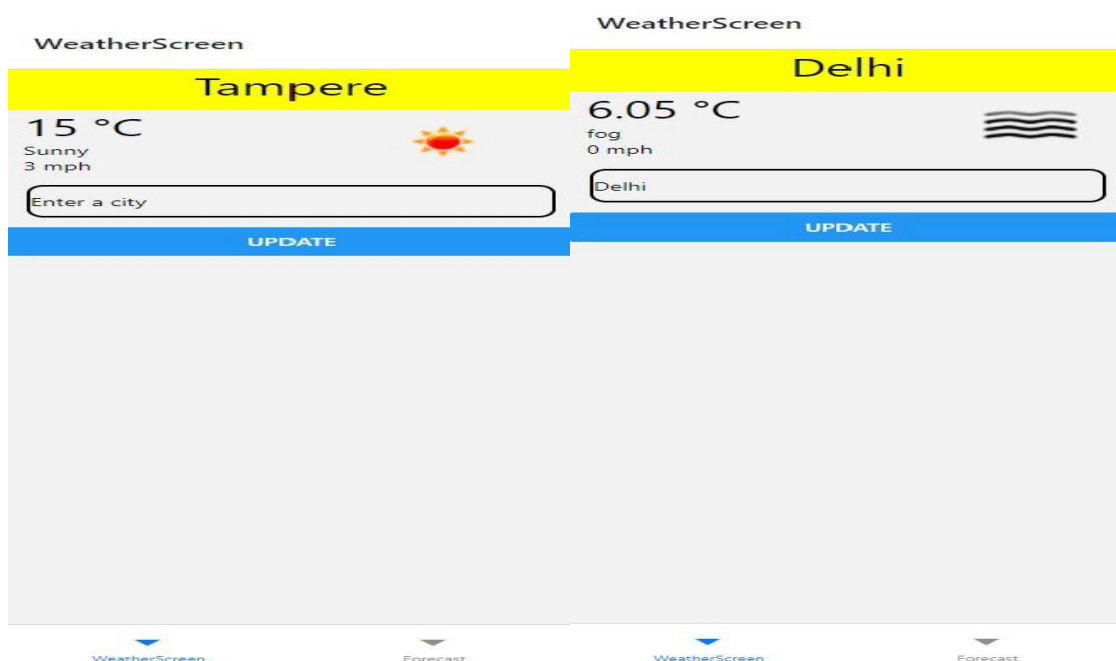 WeatherScreen
Tampere
15 °C
Sunny
3 mph
Enter a city
UPDATE
WeatherScreen
Forecast
WeatherScreen
Delhi
6.05 °C
fog
0 mph
Delhi
UPDATE
WeatherScreen
Forecast